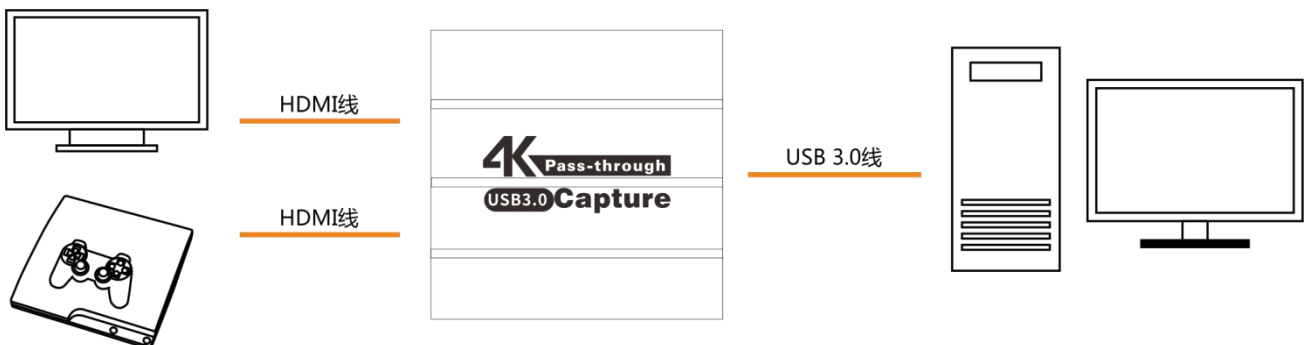 HDMI线
HDMI线
4K Pass-through
USB3.0 Capture
USB 3.0线